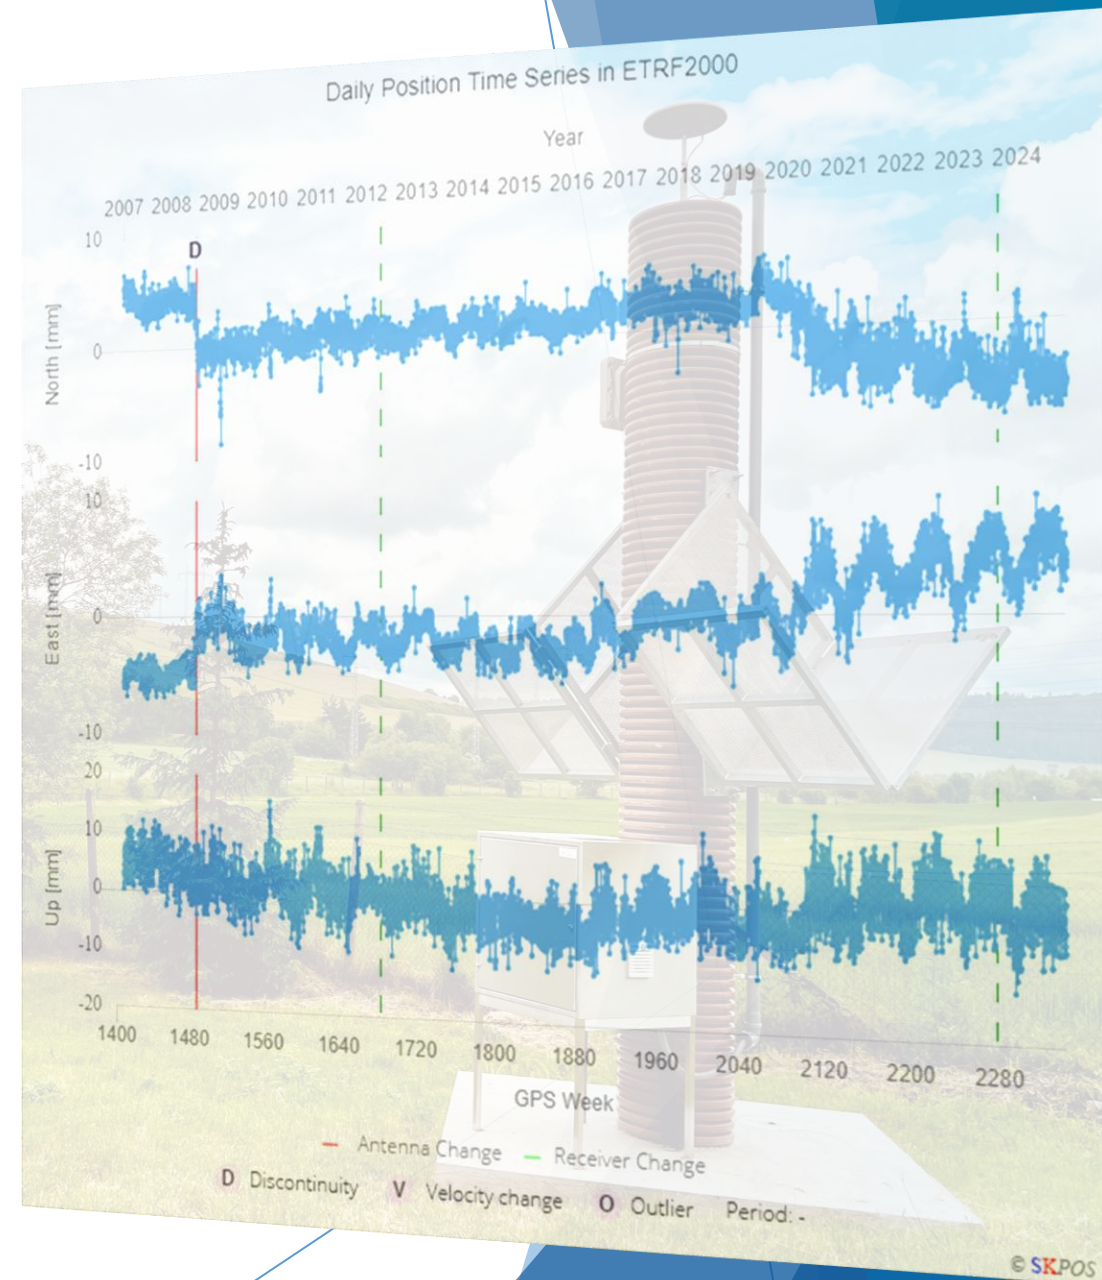 Daily Position Time Series in ETRF2000
Year
2007 2008 2009 2010 2011 2012 2013 2014 2015 2016 2017 2018 2019 2020 2021 2022 2023 2024
10
D
North [mm]
0
-10
10
East [mm]
0
-10
20
10
Up [mm]
0
-10
-20
1400 1480 1560 1640 1720 1800 1880 1960 2040 2120 2200 2280
GPS Week
Antenna Change Receiver Change
D Discontinuity V Velocity change O Outlier Period: -
© SKPOS